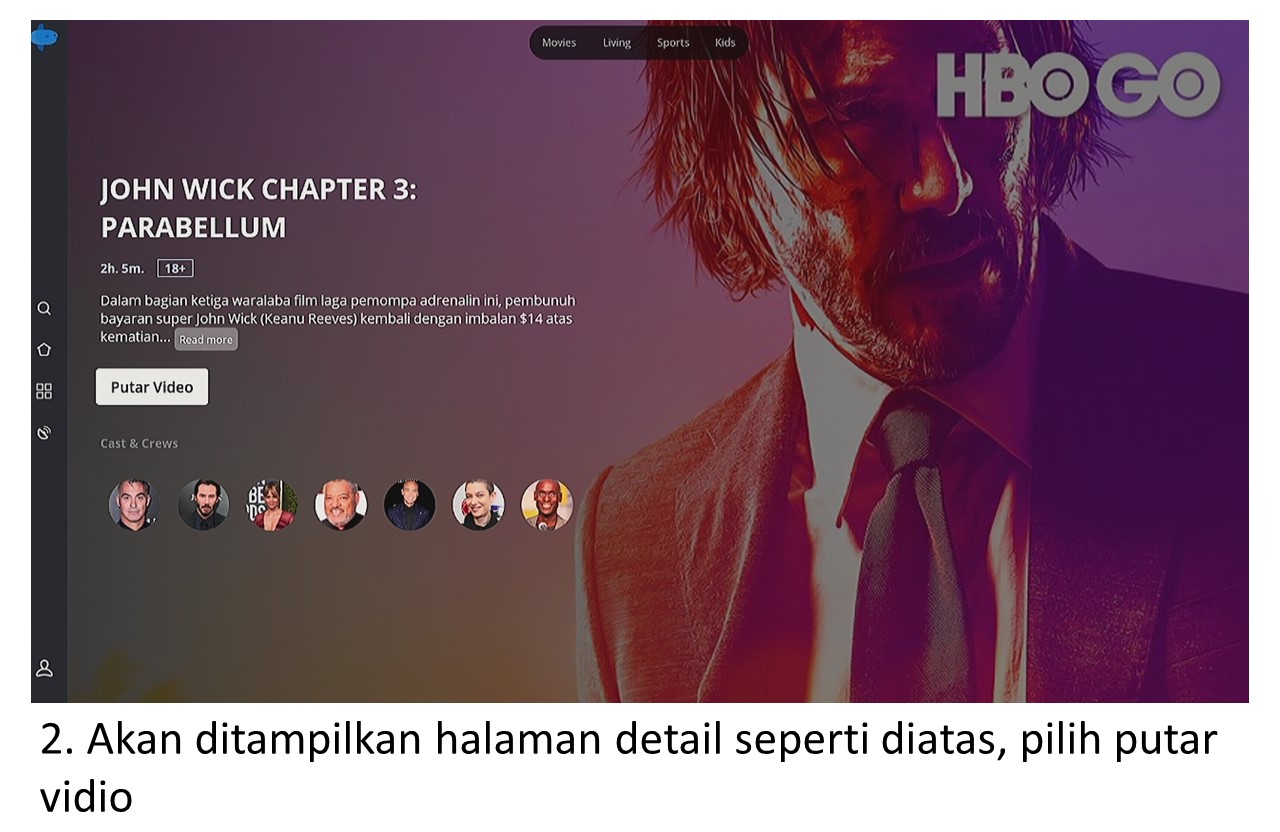 Movies Living Sports Kids
HBO GO
JOHN WICK CHAPTER 3:
PARABELLUM
2h. 5m. 18+
Dalam bagian ketiga waralaba film laga pemompa adrenalin ini, pembunuh
bayaran super John Wick (Keanu Reeves) kembali dengan imbalan $14 atas
kematian... Read more
Putar Video
Cast & Crews
BE
2. Akan ditampilkan halaman detail seperti diatas, pilih putar
vidio